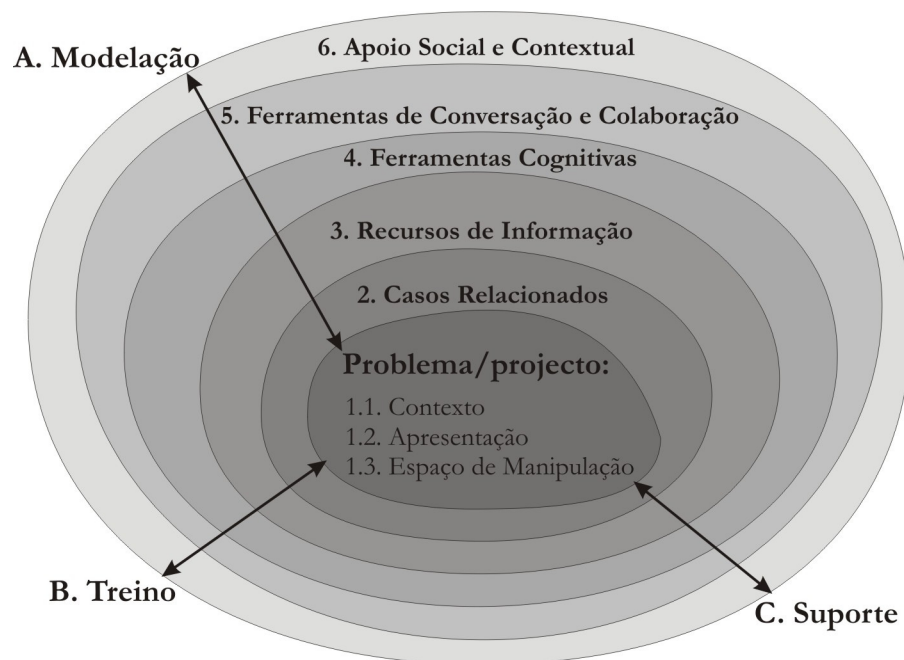 6. Apoio Social e Contextual
A. Modelação
5. Ferramentas de Conversação e Colaboração
4. Ferramentas Cognitivas
3. Recursos de Informação
2. Casos Relacionados
Problema/projecto:
1.1. Contexto
1.2. Apresentação
1.3. Espaço de Manipulação
B. Treino
C. Suporte